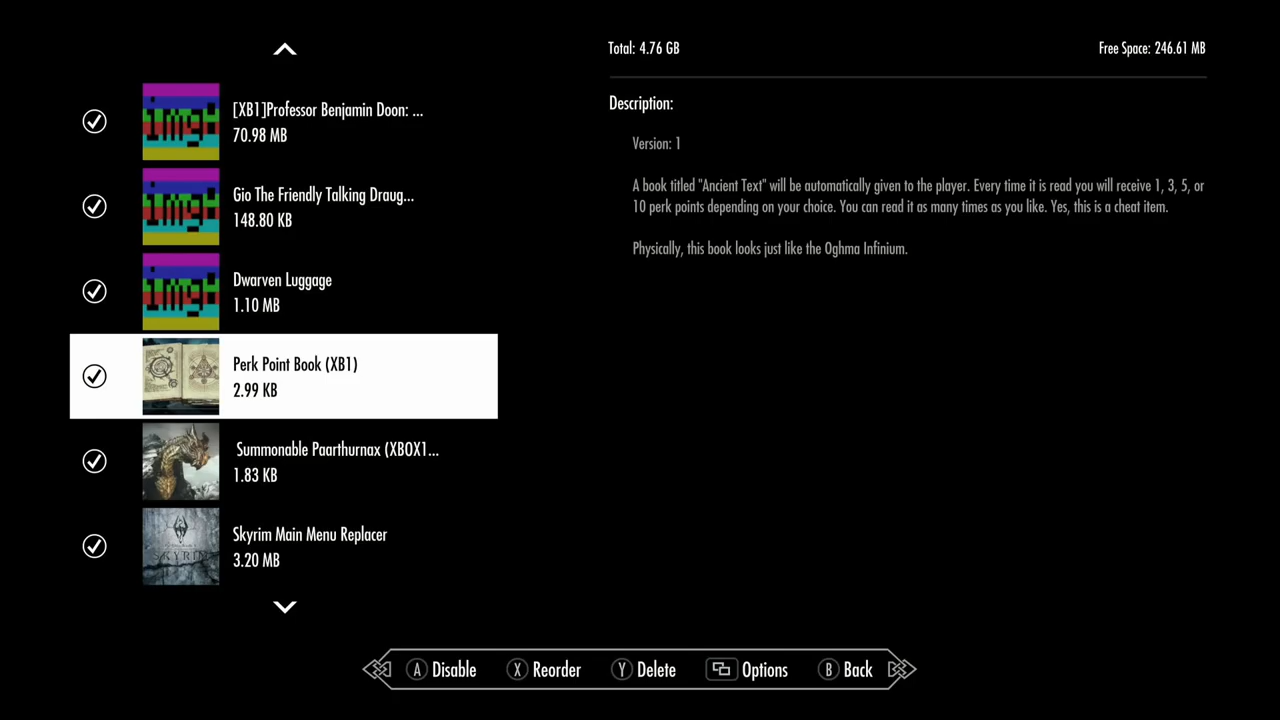 Total: 4.76 GB
Free Space: 246.61 MB
[XB1]Professor Benjamin Doon: ...
70.98 MB
Gio The Friendly Talking Draug...
148.80 KB
Dwarven Luggage
1.10 MB
Perk Point Book (XB1)
2.99 KB
Summonable Paarthurnax (XBOX1...
1.83 KB
Skyrim Main Menu Replacer
3.20 MB
Description:
Version: 1
A book titled "Ancient Text" will be automatically given to the player. Every time it is read you will receive 1, 3, 5, or
10 perk points depending on your choice. You can read it as many times as you like. Yes, this is a cheat item.
Physically, this book looks just like the Oghma Infinium.
SKYRIM
A Disable
X Reorder
Y Delete
Options
B Back